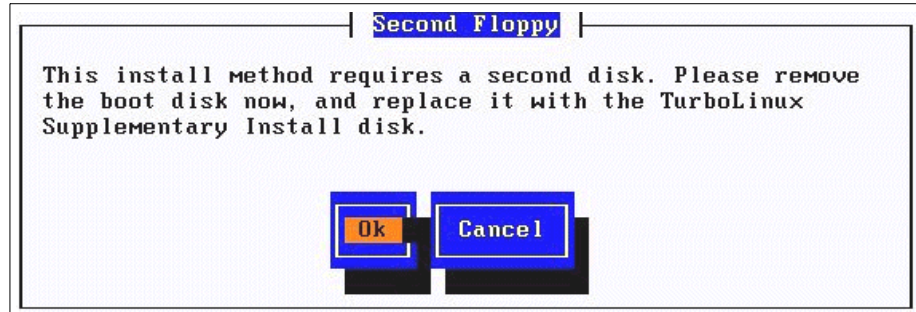 Second Floppy
This install method requires a second disk. Please remove
the boot disk now, and replace it with the TurboLinux
Supplementary Install disk.
Ok Cancel